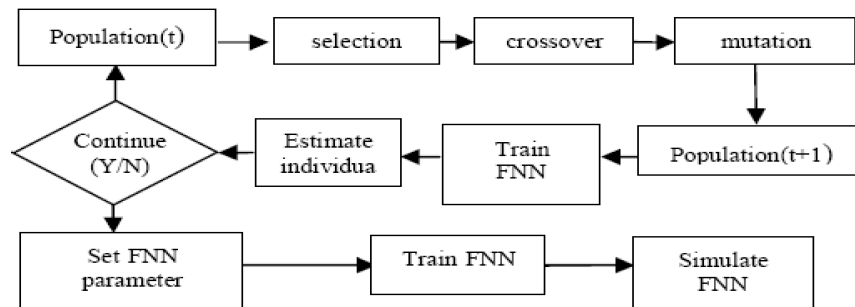 Population(t)
selection
crossover
mutation
Continue
(Y/N)
Estimate
individua
Train
FNN
Population(t+1)
Set FNN
parameter
Train FNN
Simulate
FNN